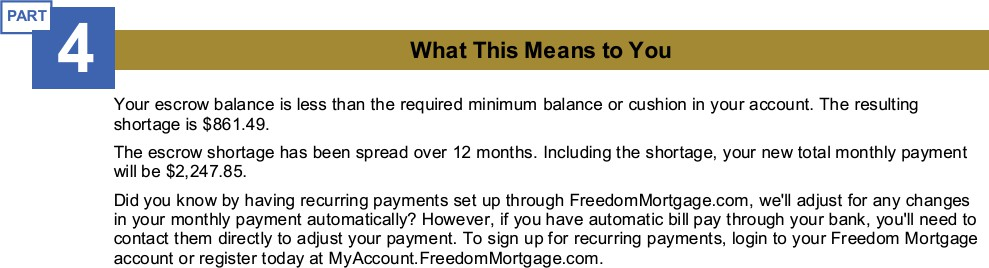 PART
4
What This Means to You
Your escrow balance is less than the required minimum balance or cushion in your account. The resulting
shortage is $861.49.
The escrow shortage has been spread over 12 months. Including the shortage, your new total monthly payment
will be $2,247.85.
Did you know by having recurring payments set up through FreedomMortgage.com, we'll adjust for any changes
in your monthly payment automatically? However, if you have automatic bill pay through your bank, you'll need to
contact them directly to adjust your payment. To sign up for recurring payments, login to your Freedom Mortgage
account or register today at MyAccount.FreedomMortgage.com.